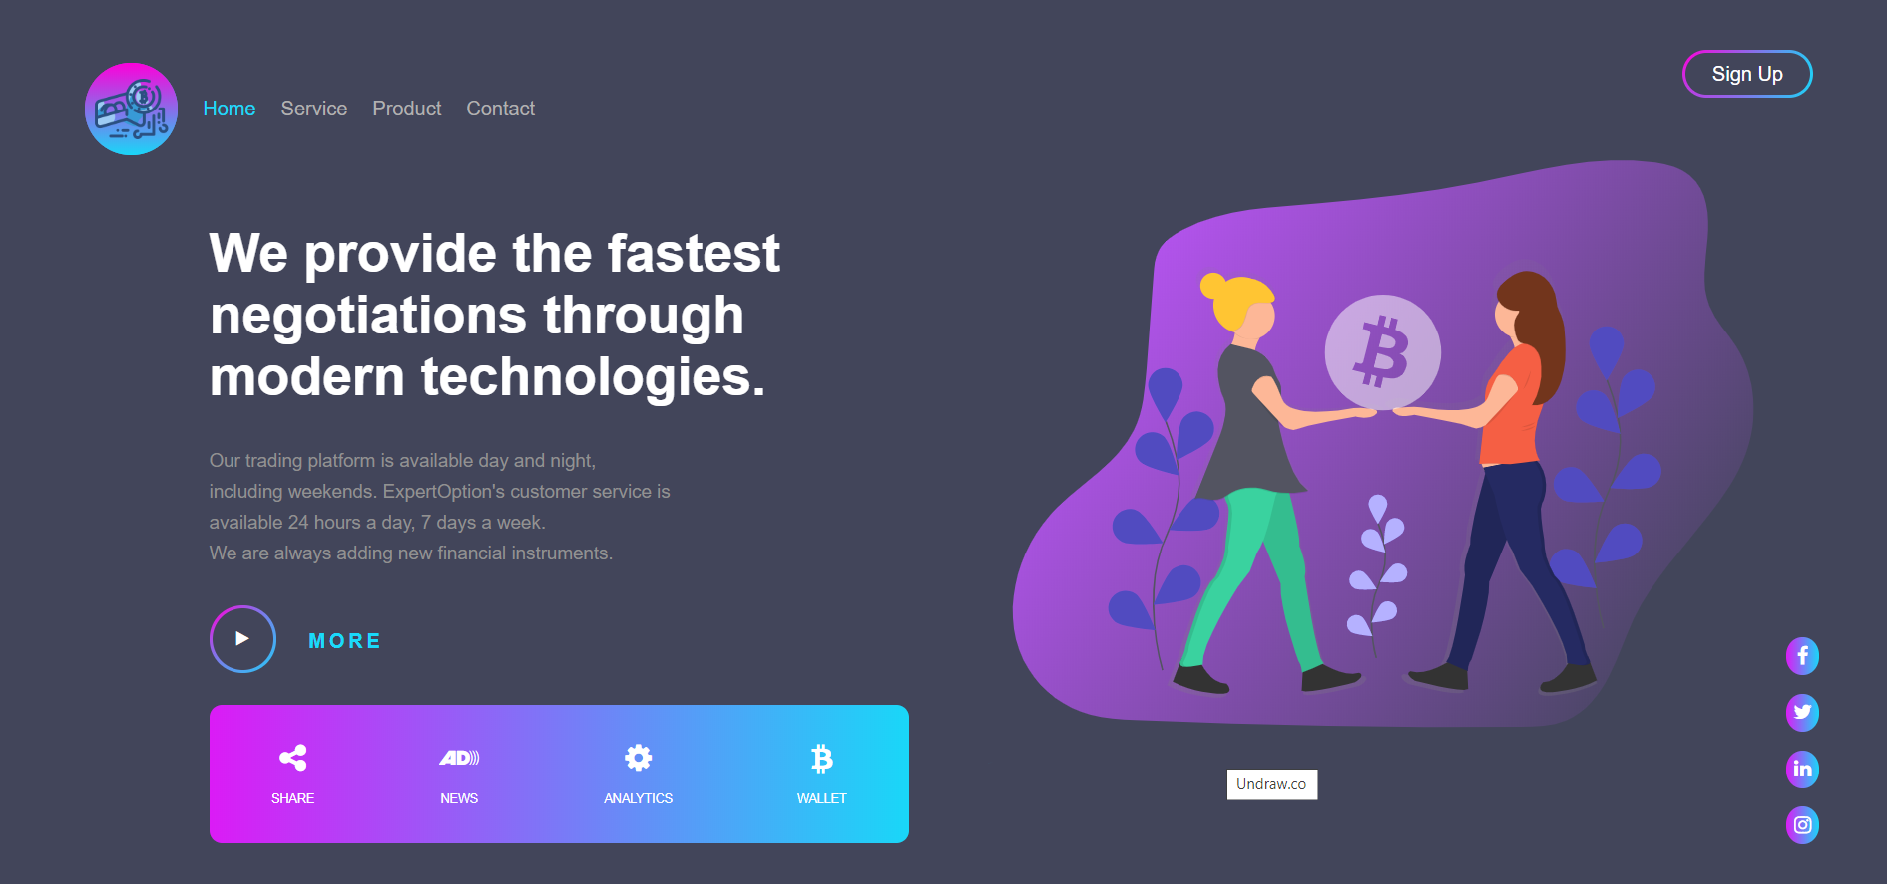 Sign Up
Home Service Product Contact
We provide the fastest
negotiations through
modern technologies.
Our trading platform is available day and night,
including weekends. ExpertOption's customer service is
available 24 hours a day, 7 days a week.
We are always adding new financial instruments.
MORE
AD
SHARE NEWS ANALYTICS WALLET
Undraw.co